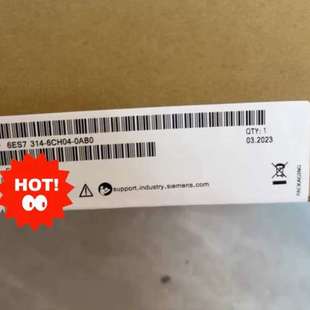 6ES7 314-6CH04-0AB0
QTY: 1
03.2023
HOT!
support.industry.siemens.com
PACKAGING